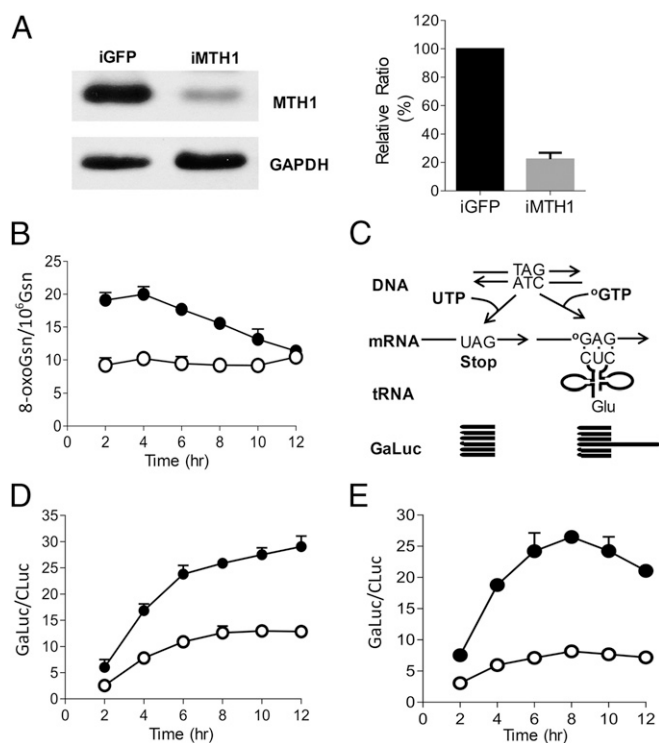 A
iGFP iMTH1
MTH1
GAPDH
Relative Ratio
(%)
120
100
80
60
40
20
0
iGFP iMTH1
B
8-oxoGsn/10⁶Gsn
25
20
15
10
5
0
0 2 4 6 8 10 12
Time (hr)
C
DNA
TAG
ATC
UTP
ᵒGTP
mRNA
UAG
Stop
ᵒGAG
CUC
tRNA
Glu
GaLuc
D
GaLuc/CLuc
35
30
25
20
15
10
5
0
0 2 4 6 8 10 12
Time (hr)
E
GaLuc/CLuc
30
25
20
15
10
5
0
0 2 4 6 8 10 12
Time (hr)